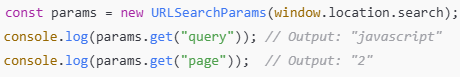 const params = new URLSearchParams(window.location.search);
console.log(params.get("query")); // Output: "javascript"
console.log(params.get("page"));  // Output: "2"